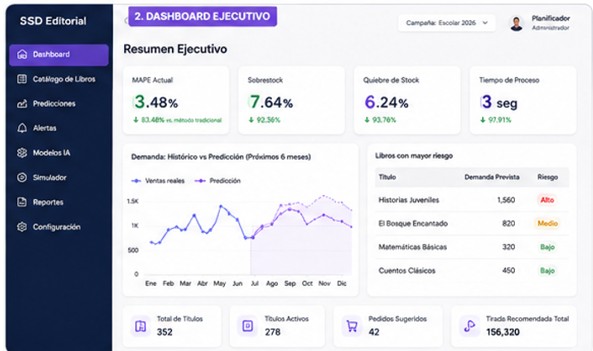 SSD Editorial
2. DASHBOARD EJECUTIVO
Campaña: Escolar 2026
Planificador
Administrador
Dashboard
Catálogo de Libros
Predicciones
Alertas
Modelos IA
Simulador
Reportes
Configuración
Resumen Ejecutivo
MAPE Actual
3.48%
↓ 83.48% vs. método tradicional
Sobrestock
7.64%
↓ 92.36%
Quiebre de Stock
6.24%
↓ 93.76%
Tiempo de Proceso
3 seg
↓ 97.91%
Demanda: Histórico vs Predicción (Próximos 6 meses)
Ventas reales Predicción
1.5K
1K
500
0
Ene Feb Mar Abr May Jun Jul Ago Sep Oct Nov Dic
Libros con mayor riesgo
Título Demanda Prevista Riesgo
Historias Juveniles 1,560 Alto
El Bosque Encantado 820 Medio
Matemáticas Básicas 320 Bajo
Cuentos Clásicos 450 Bajo
Total de Títulos
352
Títulos Activos
278
Pedidos Sugeridos
42
Tirada Recomendada Total
156,320